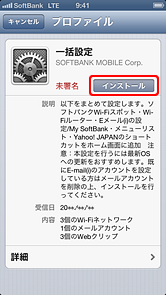 SoftBank 9:41
キャンセル プロファイル
一括設定
SOFTBANK MOBILE Corp.
未署名 インストール
説明 以下をまとめて設定します。ソ
フトバンクWi-Fiスポット・Wi-
Fiルーター・Eメール(i)の設
定/My SoftBank・メニューリス
ト・Yahoo! JAPANのショート
カットをホーム画面に追加 注
意：本設定を行うには最新OSへ
の更新をおすすめします。既に
E-mail(i)のアカウントを設定
している方はメールアカウント
を削除の上、インストールを行
ってください。
受信日 20**/**/**
内容 3個のWi-Fiネットワーク
1個のメールアカウント
3個のWebクリップ
詳細